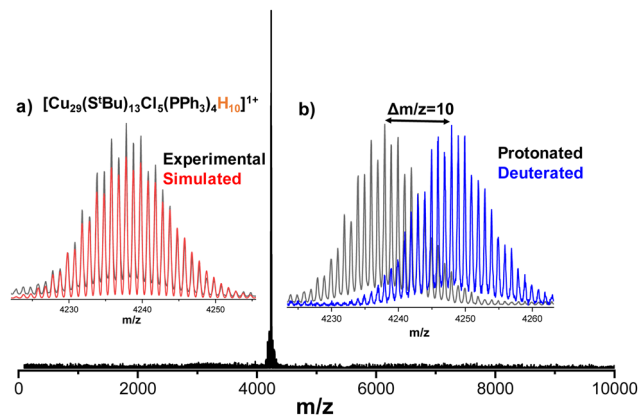 a) [Cu₂₉(SᵗBu)₁₃Cl₅(PPh₃)₄H₁₀]¹⁺
Experimental
Simulated
4230 4240 4250
m/z
b) Δm/z=10
Protonated
Deuterated
4230 4240 4250 4260
m/z
0 2000 4000 6000 8000 10000
m/z